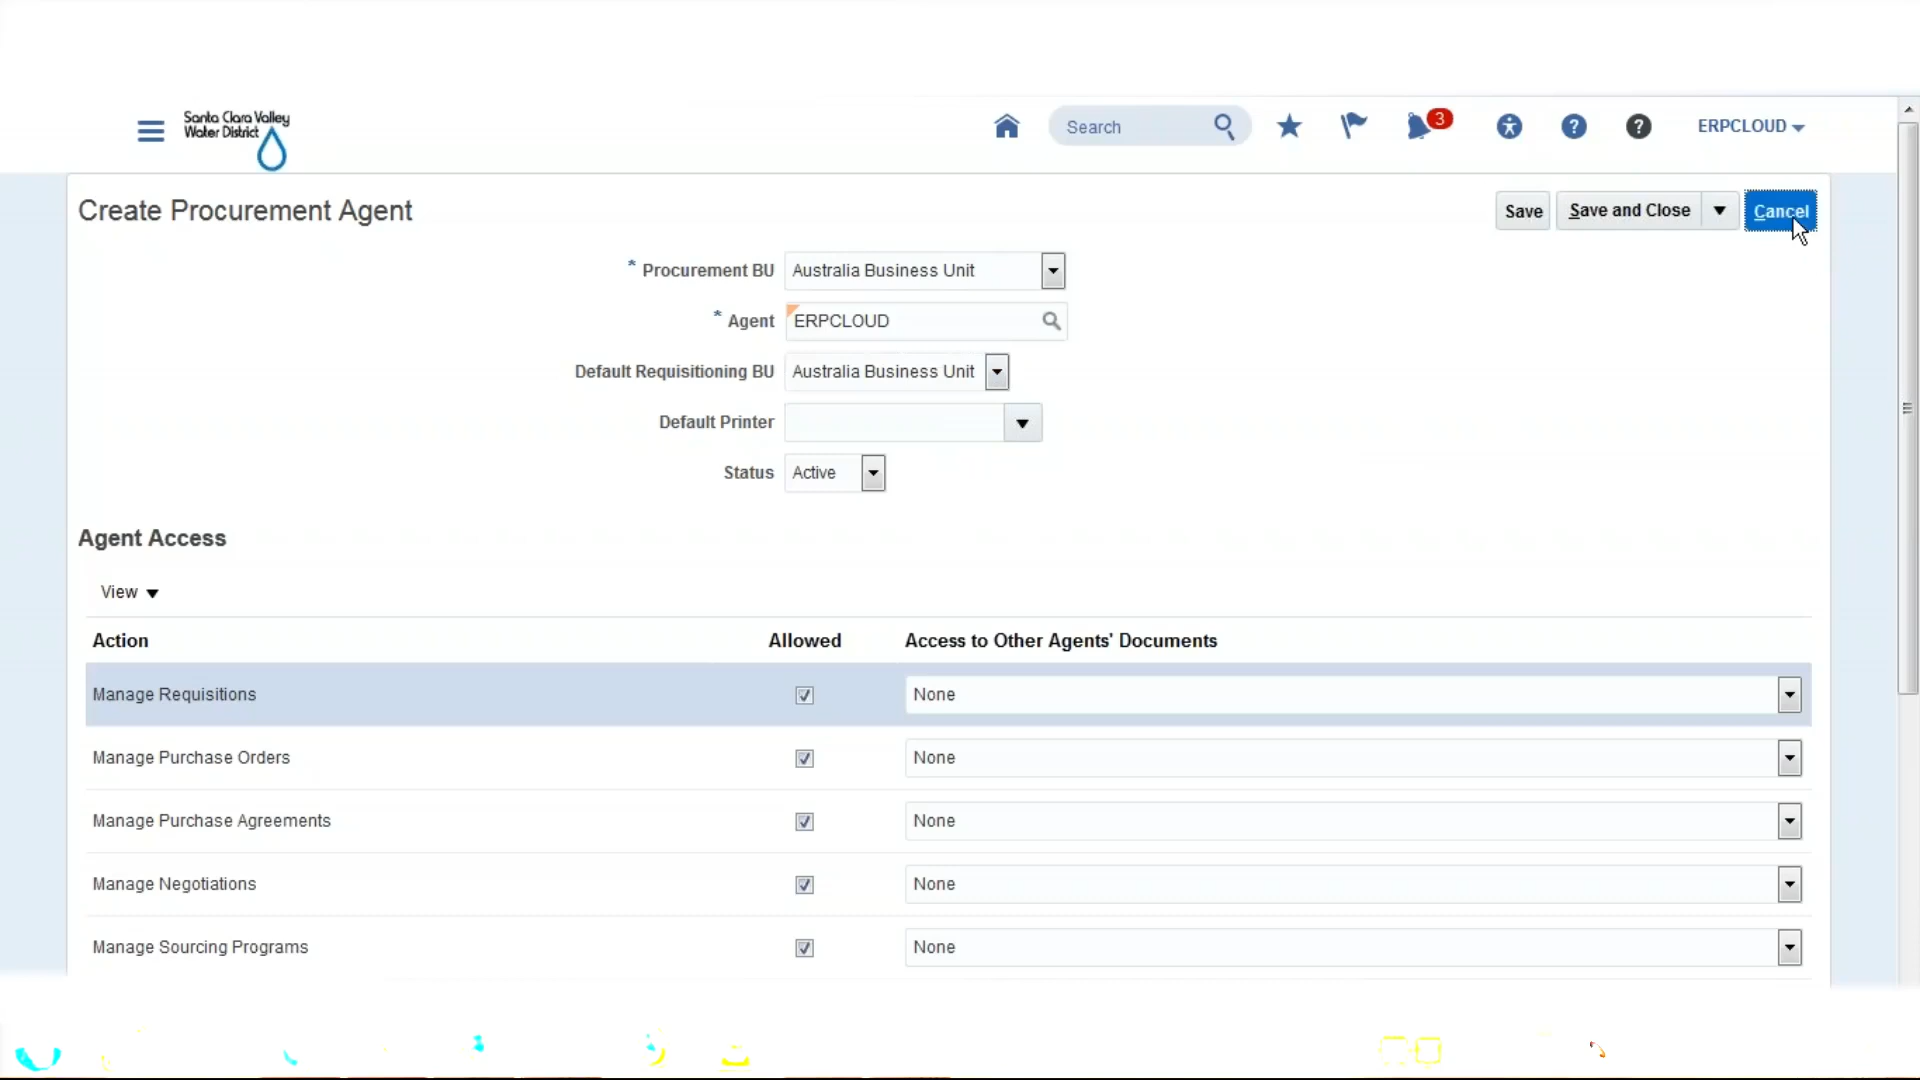 Santa Clara Valley
Water District
Search
3
?
?
ERPCLOUD
Create Procurement Agent
Save
Save and Close
Cancel
* Procurement BU Australia Business Unit
* Agent ERPCLOUD
Default Requisitioning BU Australia Business Unit
Default Printer
Status Active
Agent Access
View
Action Allowed Access to Other Agents' Documents
Manage Requisitions None
Manage Purchase Orders None
Manage Purchase Agreements None
Manage Negotiations None
Manage Sourcing Programs None